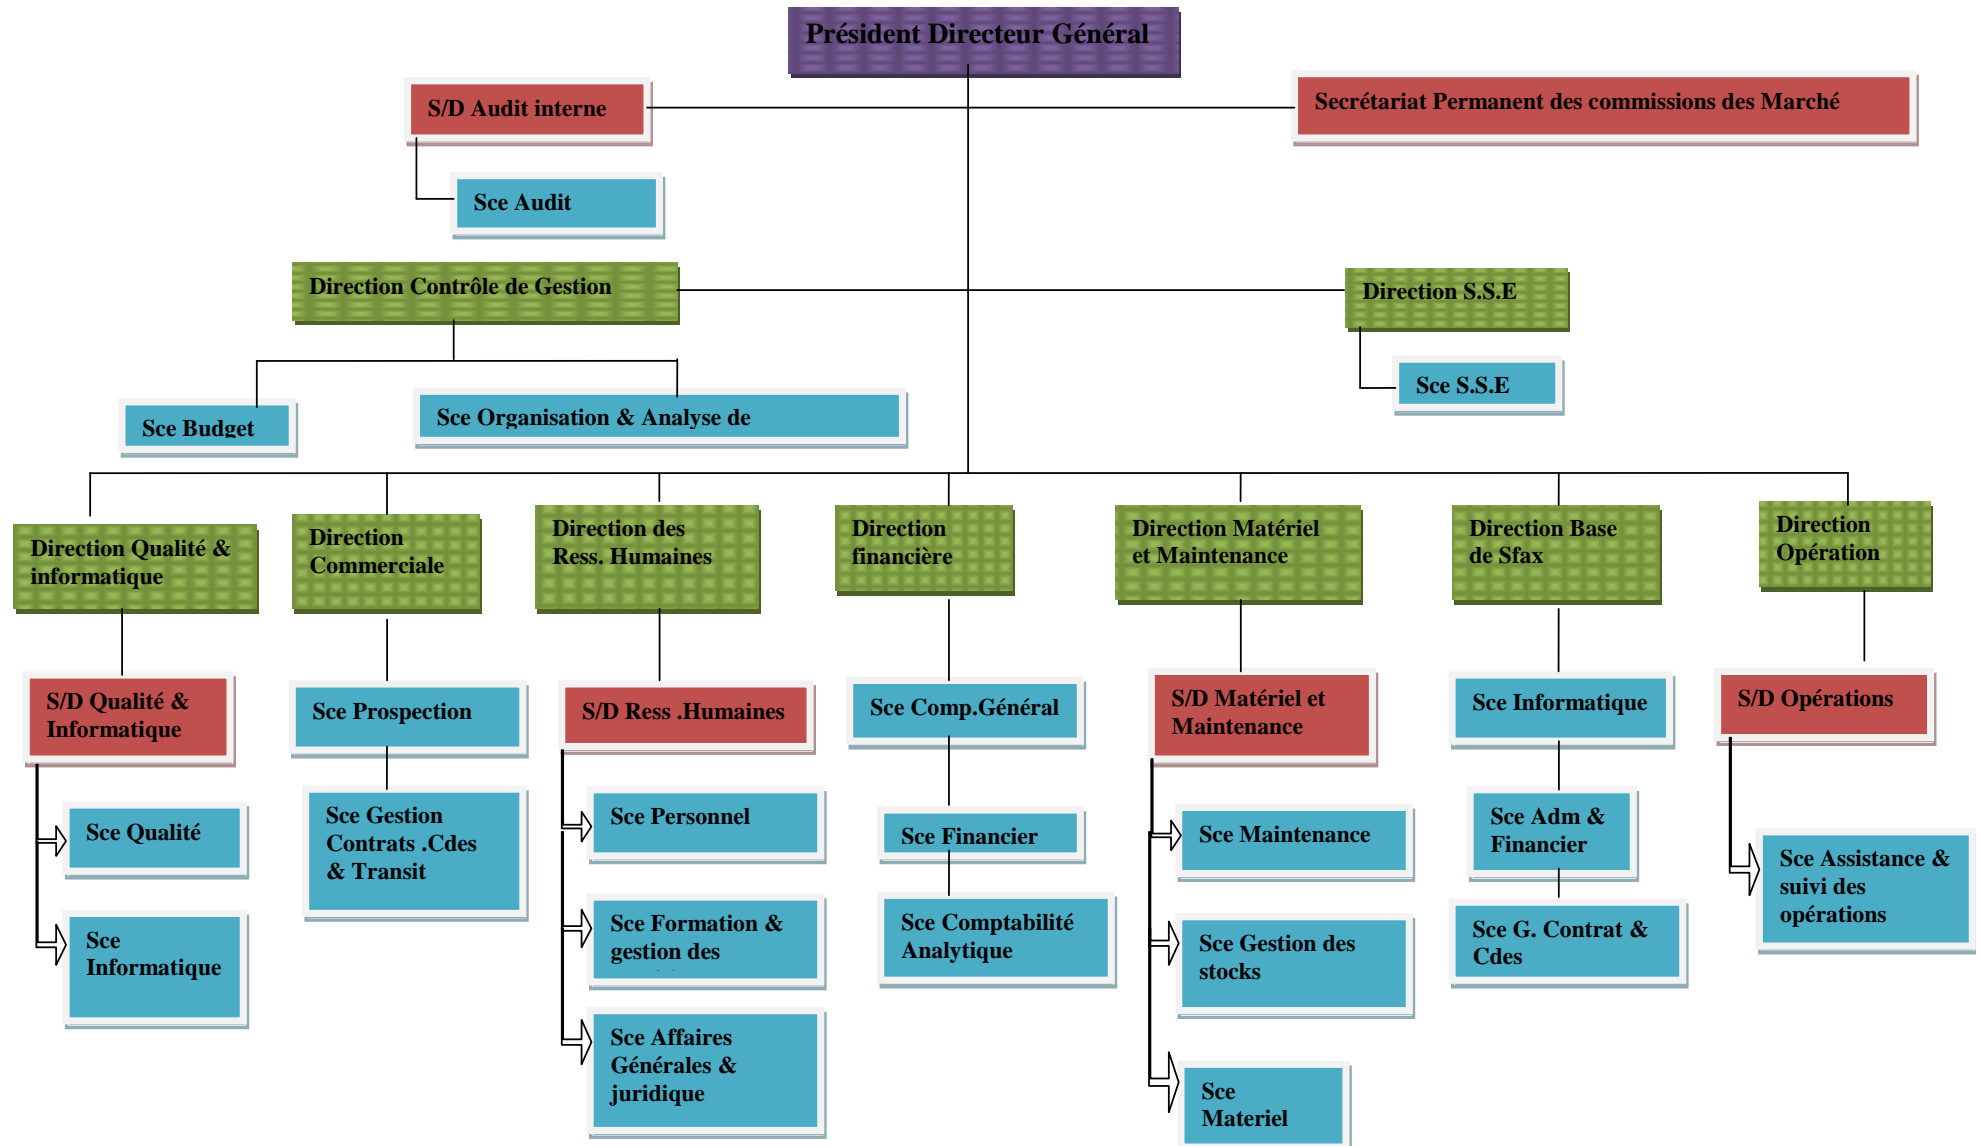 Président Directeur Général
S/D Audit interne
Secrétariat Permanent des commissions des Marché
Sce Audit
Direction Contrôle de Gestion
Direction S.S.E
Sce S.S.E
Sce Budget
Sce Organisation & Analyse de
Direction Qualité &
informatique
Direction
Commerciale
Direction des
Ress. Humaines
Direction
financière
Direction Matériel
et Maintenance
Direction Base
de Sfax
Direction
Opération
S/D Qualité &
Informatique
Sce Prospection
S/D Ress .Humaines
Sce Comp.Général
S/D Matériel et
Maintenance
Sce Informatique
S/D Opérations
Sce Qualité
Sce Gestion
Contrats .Cdes
& Transit
Sce Personnel
Sce Financier
Sce Maintenance
Sce Adm &
Financier
Sce Assistance &
suivi des
opérations
Sce
Informatique
Sce Formation &
gestion des
Sce Comptabilité
Analytique
Sce Gestion des
stocks
Sce G. Contrat &
Cdes
Sce Affaires
Générales &
juridique
Sce
Materiel